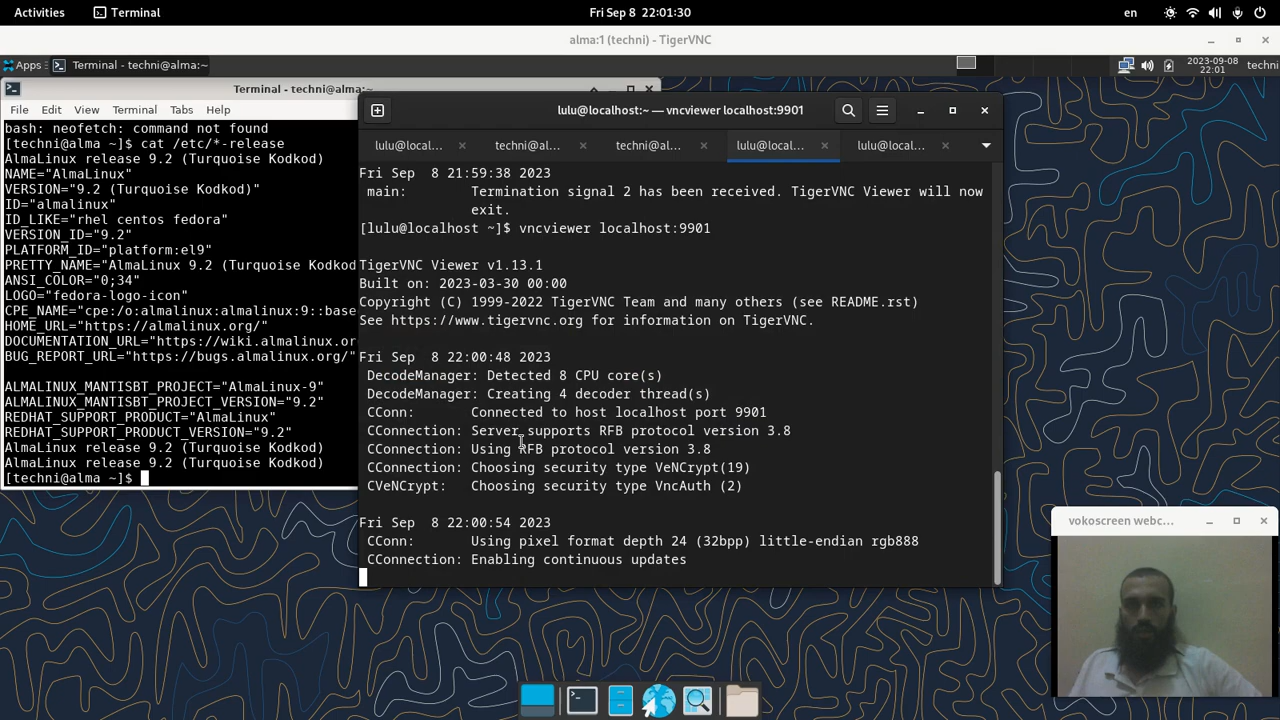 Activities
Terminal
Fri Sep 8 22:01:30
en
alma:1 (techni) - TigerVNC
Apps
Terminal - techni@alma:~
2023-09-08
22:01
techni
Terminal - techni@alma:~
File Edit View Terminal Tabs Help
bash: neofetch: command not found
[techni@alma ~]$ cat /etc/*-release
AlmaLinux release 9.2 (Turquoise Kodkod)
NAME="AlmaLinux"
VERSION="9.2 (Turquoise Kodkod)"
ID="almalinux"
ID_LIKE="rhel centos fedora"
VERSION_ID="9.2"
PLATFORM_ID="platform:el9"
PRETTY_NAME="AlmaLinux 9.2 (Turquoise Kodkod
ANSI_COLOR="0;34"
LOGO="fedora-logo-icon"
CPE_NAME="cpe:/o:almalinux:almalinux:9::base
HOME_URL="https://almalinux.org/"
DOCUMENTATION_URL="https://wiki.almalinux.or
BUG_REPORT_URL="https://bugs.almalinux.org/"
ALMALINUX_MANTISBT_PROJECT="AlmaLinux-9"
ALMALINUX_MANTISBT_PROJECT_VERSION="9.2"
REDHAT_SUPPORT_PRODUCT="AlmaLinux"
REDHAT_SUPPORT_PRODUCT_VERSION="9.2"
AlmaLinux release 9.2 (Turquoise Kodkod)
AlmaLinux release 9.2 (Turquoise Kodkod)
[techni@alma ~]$
lulu@localhost:~ — vncviewer localhost:9901
lulu@local...
techni@al...
techni@al...
lulu@local...
lulu@local...
Fri Sep  8 21:59:38 2023
main:        Termination signal 2 has been received. TigerVNC Viewer will now
exit.
[lulu@localhost ~]$ vncviewer localhost:9901
TigerVNC Viewer v1.13.1
Built on: 2023-03-30 00:00
Copyright (C) 1999-2022 TigerVNC Team and many others (see README.rst)
See https://www.tigervnc.org for information on TigerVNC.
Fri Sep  8 22:00:48 2023
DecodeManager: Detected 8 CPU core(s)
DecodeManager: Creating 4 decoder thread(s)
CConn:       Connected to host localhost port 9901
CConnection: Server supports RFB protocol version 3.8
CConnection: Using RFB protocol version 3.8
CConnection: Choosing security type VeNCrypt(19)
CVeNCrypt:   Choosing security type VncAuth (2)
Fri Sep  8 22:00:54 2023
CConn:       Using pixel format depth 24 (32bpp) little-endian rgb888
CConnection: Enabling continuous updates
vokoscreen webc...